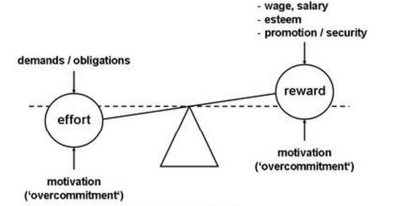 - wage, salary
- esteem
- promotion / security
demands / obligations
reward
effort
motivation
('overcommitment')
motivation
('overcommitment')